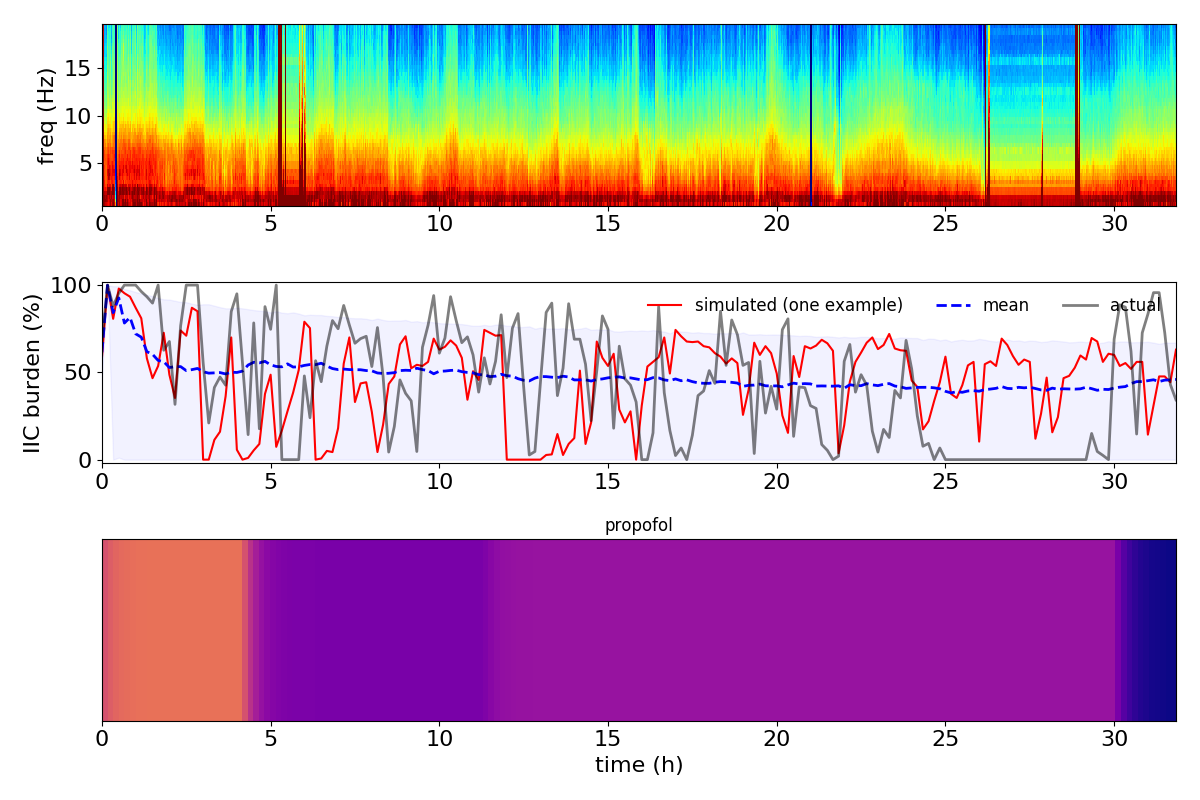 freq (Hz)
15
10
5
0 5 10 15 20 25 30
IIC burden (%)
100
50
0
simulated (one example) mean actual
0 5 10 15 20 25 30
propofol
0 5 10 15 20 25 30
time (h)